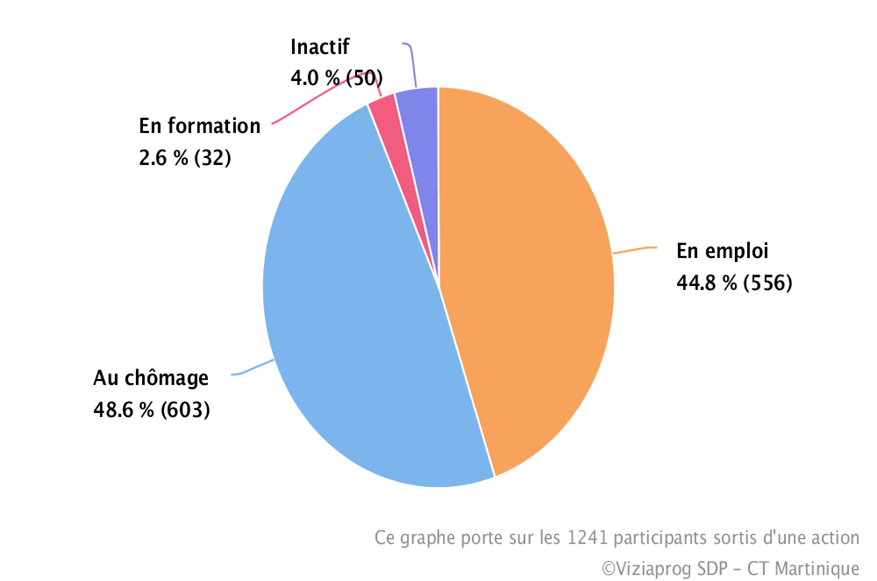 Inactif
4.0 % (50)
En formation
2.6 % (32)
En emploi
44.8 % (556)
Au chômage
48.6 % (603)
Ce graphe porte sur les 1241 participants sortis d'une action
©Viziaprog SDP – CT Martinique